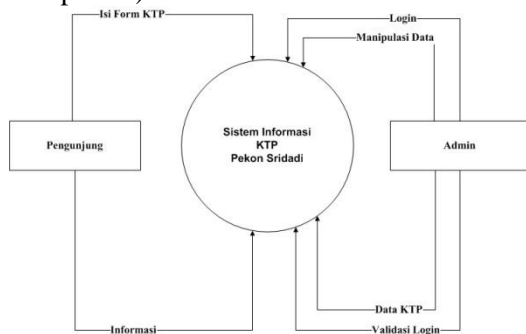 Isi Form KTP
Login
Manipulasi Data
Pengunjung
Sistem Informasi
KTP
Pekon Sridadi
Admin
Data KTP
Informasi
Validasi Login